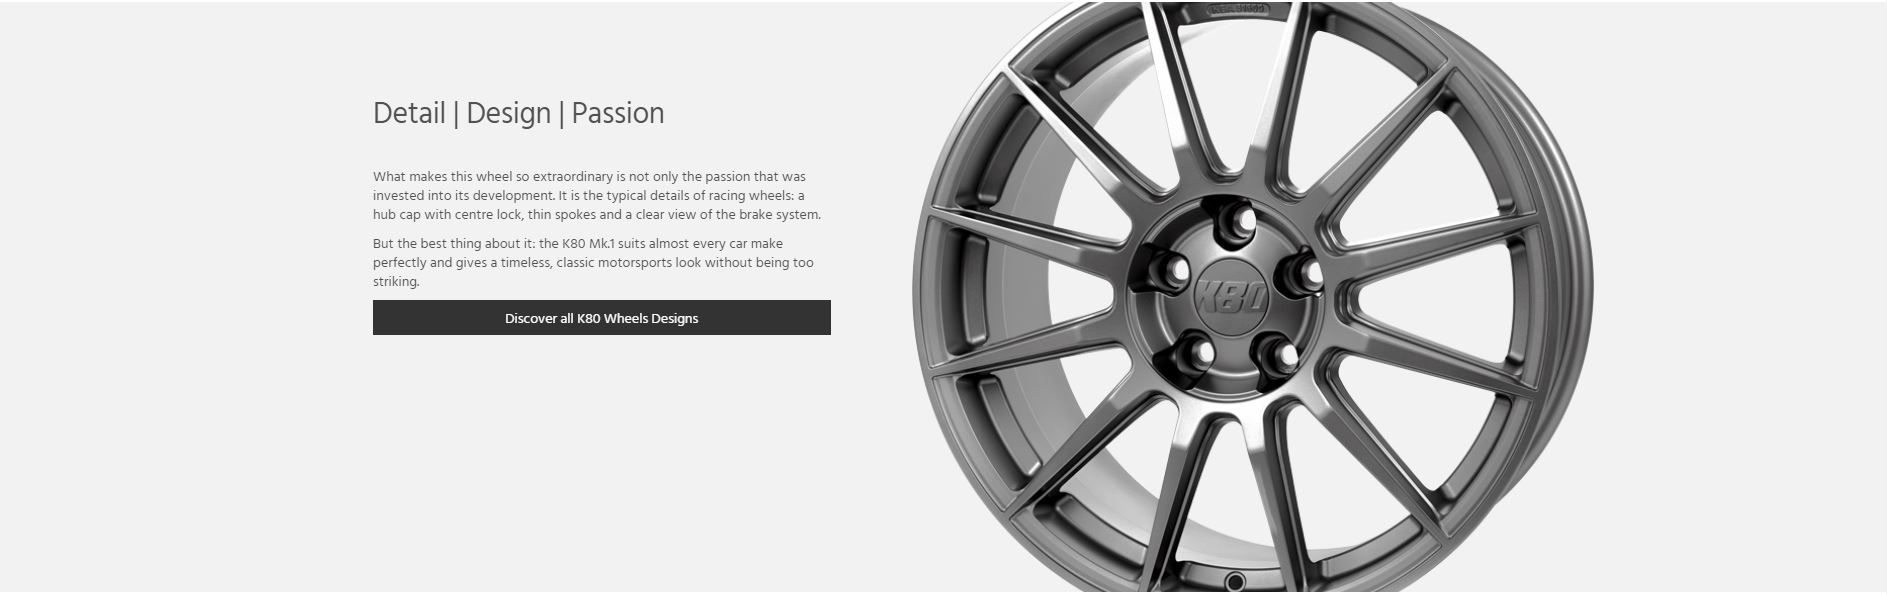 Detail | Design | Passion
What makes this wheel so extraordinary is not only the passion that was
invested into its development. It is the typical details of racing wheels: a
hub cap with centre lock, thin spokes and a clear view of the brake system.
But the best thing about it: the K80 Mk.1 suits almost every car make
perfectly and gives a timeless, classic motorsports look without being too
striking.
Discover all K80 Wheels Designs
K80